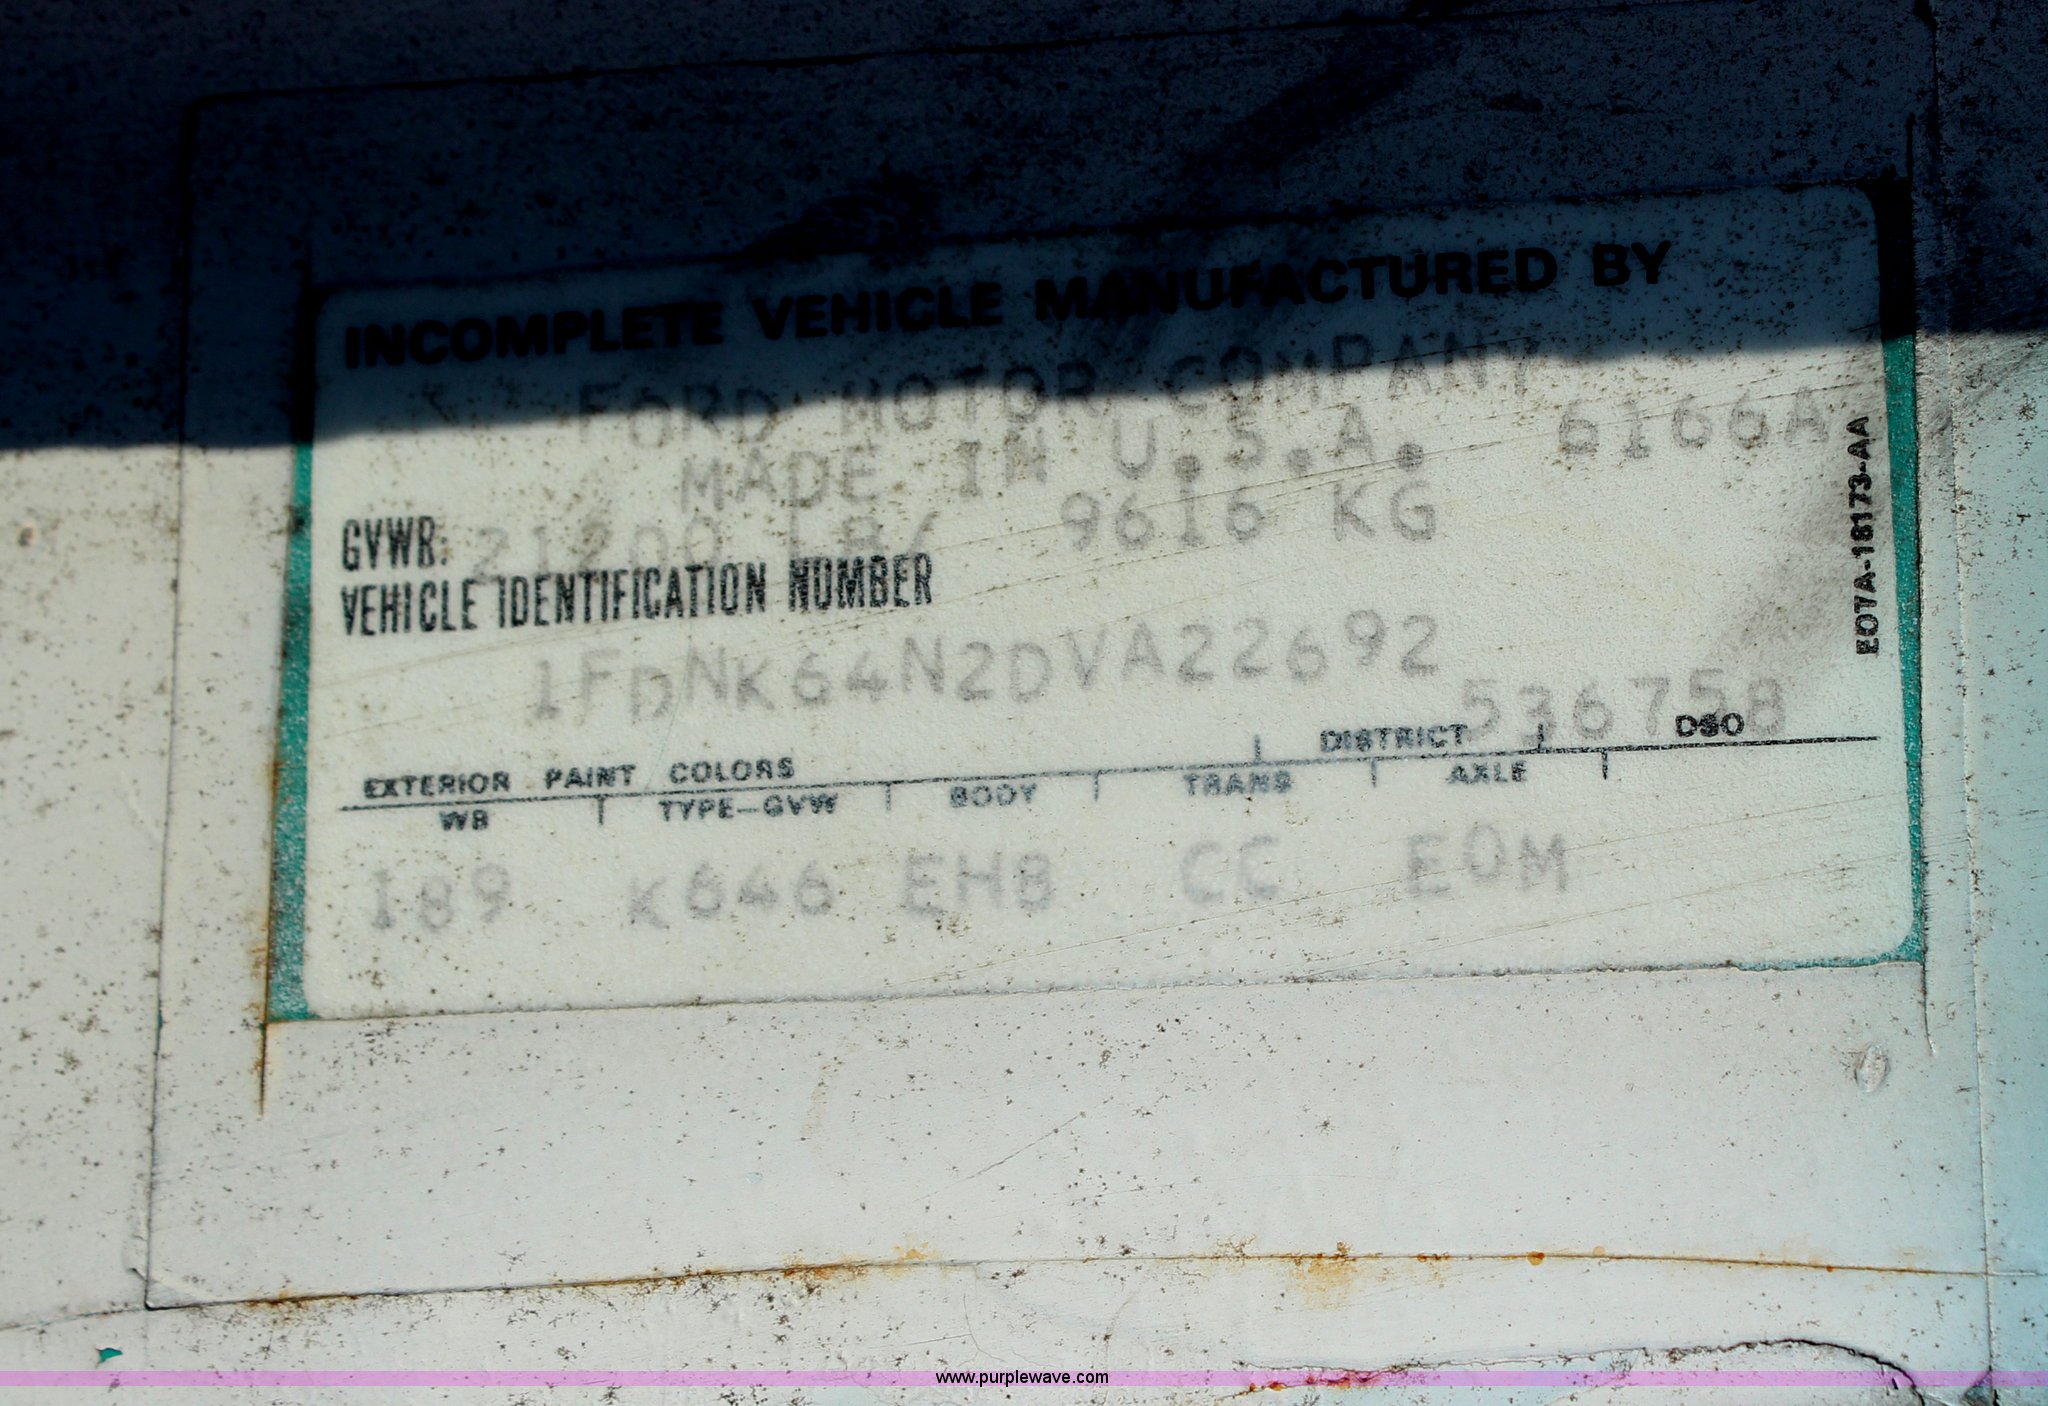 INCOMPLETE VEHICLE MANUFACTURED BY
FORD MOTOR COMPANY
MADE IN U.S.A. 6166A
GVWR: 21200 LB/ 9616 KG
VEHICLE IDENTIFICATION NUMBER
1FDNK64N2DVA22692
536758
EXTERIOR PAINT COLORS DISTRICT DSO
WB TYPE-GVW BODY TRANS AXLE
189 K646 EHB CC E0M
E07A-18173-AA
www.purplewave.com